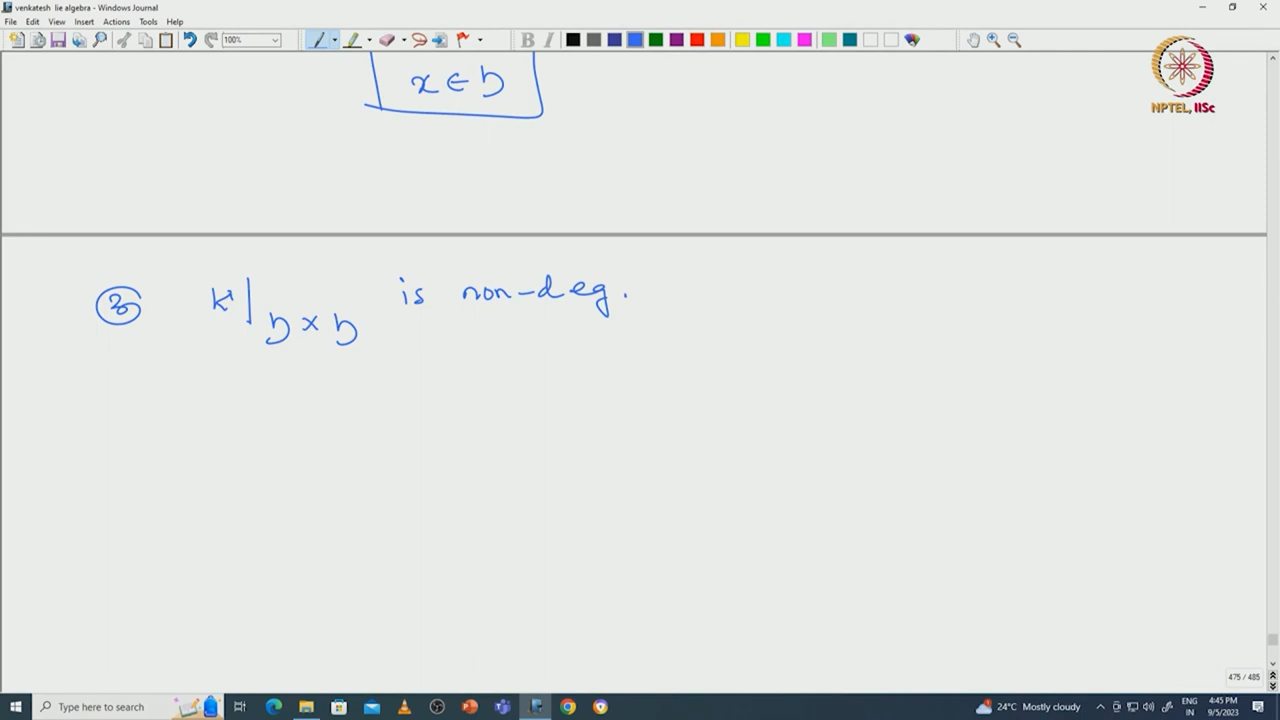 venkatesh lie algebra - Windows Journal
File Edit View Insert Actions Tools Help
100%
B I
NPTEL, IISc
x ∈ 𝔥
③ κ|𝔥×𝔥 is non-deg.
475 / 485
Type here to search
24°C Mostly cloudy
ENG
IN
4:45 PM
9/5/2023